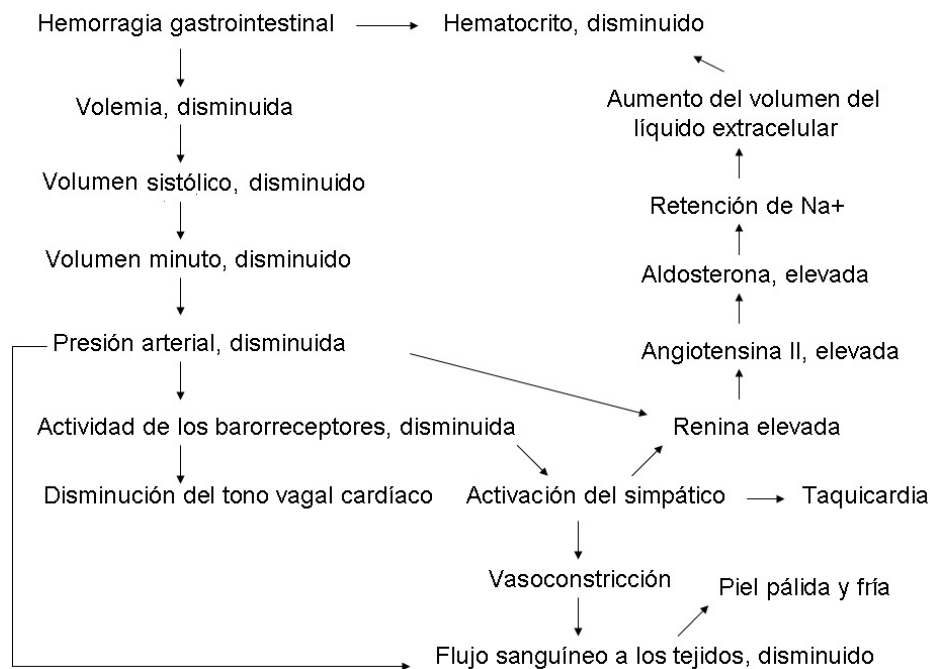 Hemorragia gastrointestinal
Hematocrito, disminuido
Volemia, disminuida
Aumento del volumen del
líquido extracelular
Volumen sistólico, disminuido
Retención de Na+
Volumen minuto, disminuido
Aldosterona, elevada
Presión arterial, disminuida
Angiotensina II, elevada
Actividad de los barorreceptores, disminuida
Renina elevada
Disminución del tono vagal cardíaco
Activación del simpático
Taquicardia
Vasoconstricción
Piel pálida y fría
Flujo sanguíneo a los tejidos, disminuido